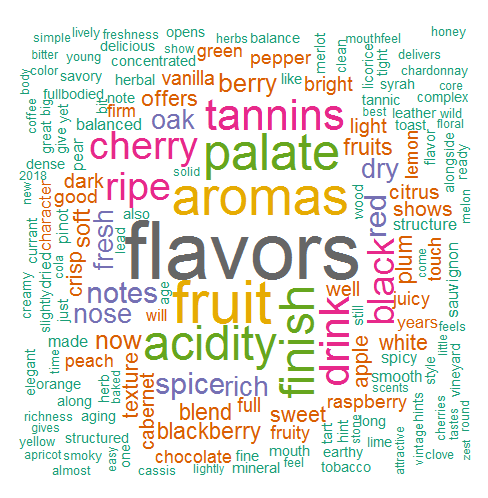 simple
lively
freshness
opens
herbs
balance
mouthfeel
honey
bitter
young
delicious
show
green
pepper
merlot
clean
licorice
tight
delivers
color
savory
herbal
concentrated
vanilla
berry
like
bright
syrah
chardonnay
core
body
fullbodied
bit
note
firm
offers
tannins
tannic
complex
coffee
great
big
give
yet
balanced
oak
light
best
toast
leather
wild
flavor
floral
dense
pear
cherry
palate
fruits
lemon
alongside
ready
new
2018
dark
good
character
ripe
solid
aromas
dry
wood
citrus
shows
structure
melon
currant
dried
pinot
soft
fresh
also
lead
flavors
red
black
plum
come
touch
sauvignon
creamy
slightly
cola
just
crisp
notes
nose
age
will
fruit
finish
well
drink
still
juicy
years
feels
made
now
acidity
apple
white
little
elegant
time
peach
texture
spice
rich
spicy
smooth
style
vineyard
orange
herb
baked
cabernet
raspberry
scents
along
aging
blend
full
sweet
long
richness
gives
structured
blackberry
fruity
tart
hint
stone
lime
attractive
vintage
hints
cherries
tastes
round
yellow
apricot
smoky
easy
one
chocolate
fine
mouth
feel
earthy
clove
zest
almost
cassis
lightly
mineral
tobacco